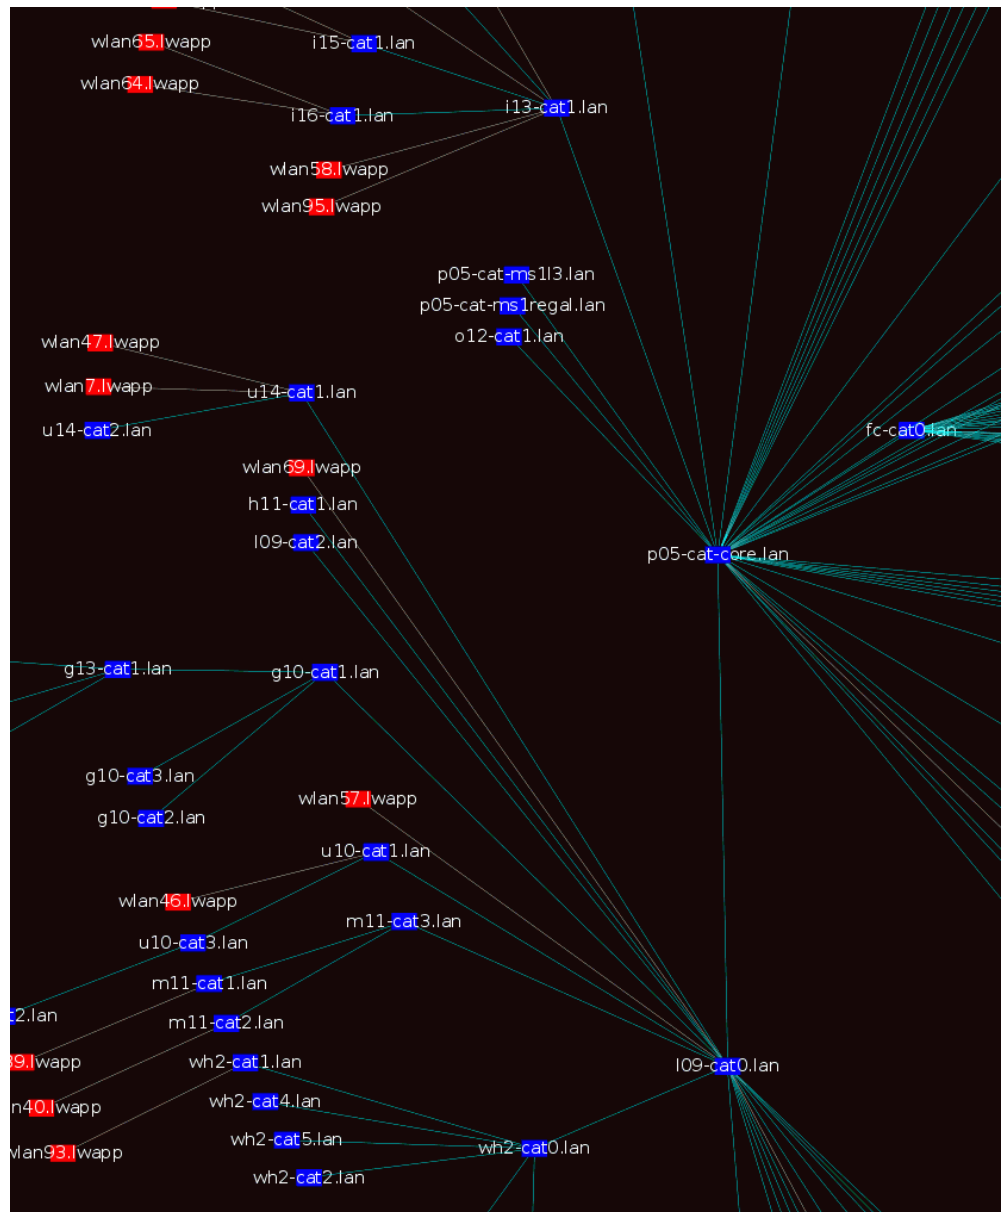 wlan65.lwapp
i15-cat1.lan
wlan64.lwapp
i16-cat1.lan
i13-cat1.lan
wlan58.lwapp
wlan95.lwapp
p05-cat-ms1l3.lan
p05-cat-ms1regal.lan
o12-cat1.lan
wlan47.lwapp
wlan7.lwapp
u14-cat1.lan
u14-cat2.lan
fc-cat0.lan
wlan69.lwapp
h11-cat1.lan
l09-cat2.lan
p05-cat-core.lan
g13-cat1.lan
g10-cat1.lan
g10-cat3.lan
g10-cat2.lan
wlan57.lwapp
u10-cat1.lan
wlan46.lwapp
m11-cat3.lan
u10-cat3.lan
m11-cat1.lan
t2.lan
m11-cat2.lan
39.lwapp
wh2-cat1.lan
l09-cat0.lan
n40.lwapp
wh2-cat4.lan
wlan93.lwapp
wh2-cat5.lan
wh2-cat0.lan
wh2-cat2.lan